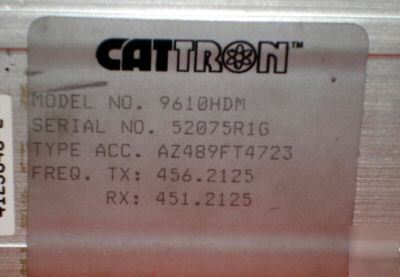 CATTRON™
MODEL NO. 9610HDM
SERIAL NO. 52075R1G
TYPE ACC. AZ489FT4723
FREQ. TX: 456.2125
RX: 451.2125